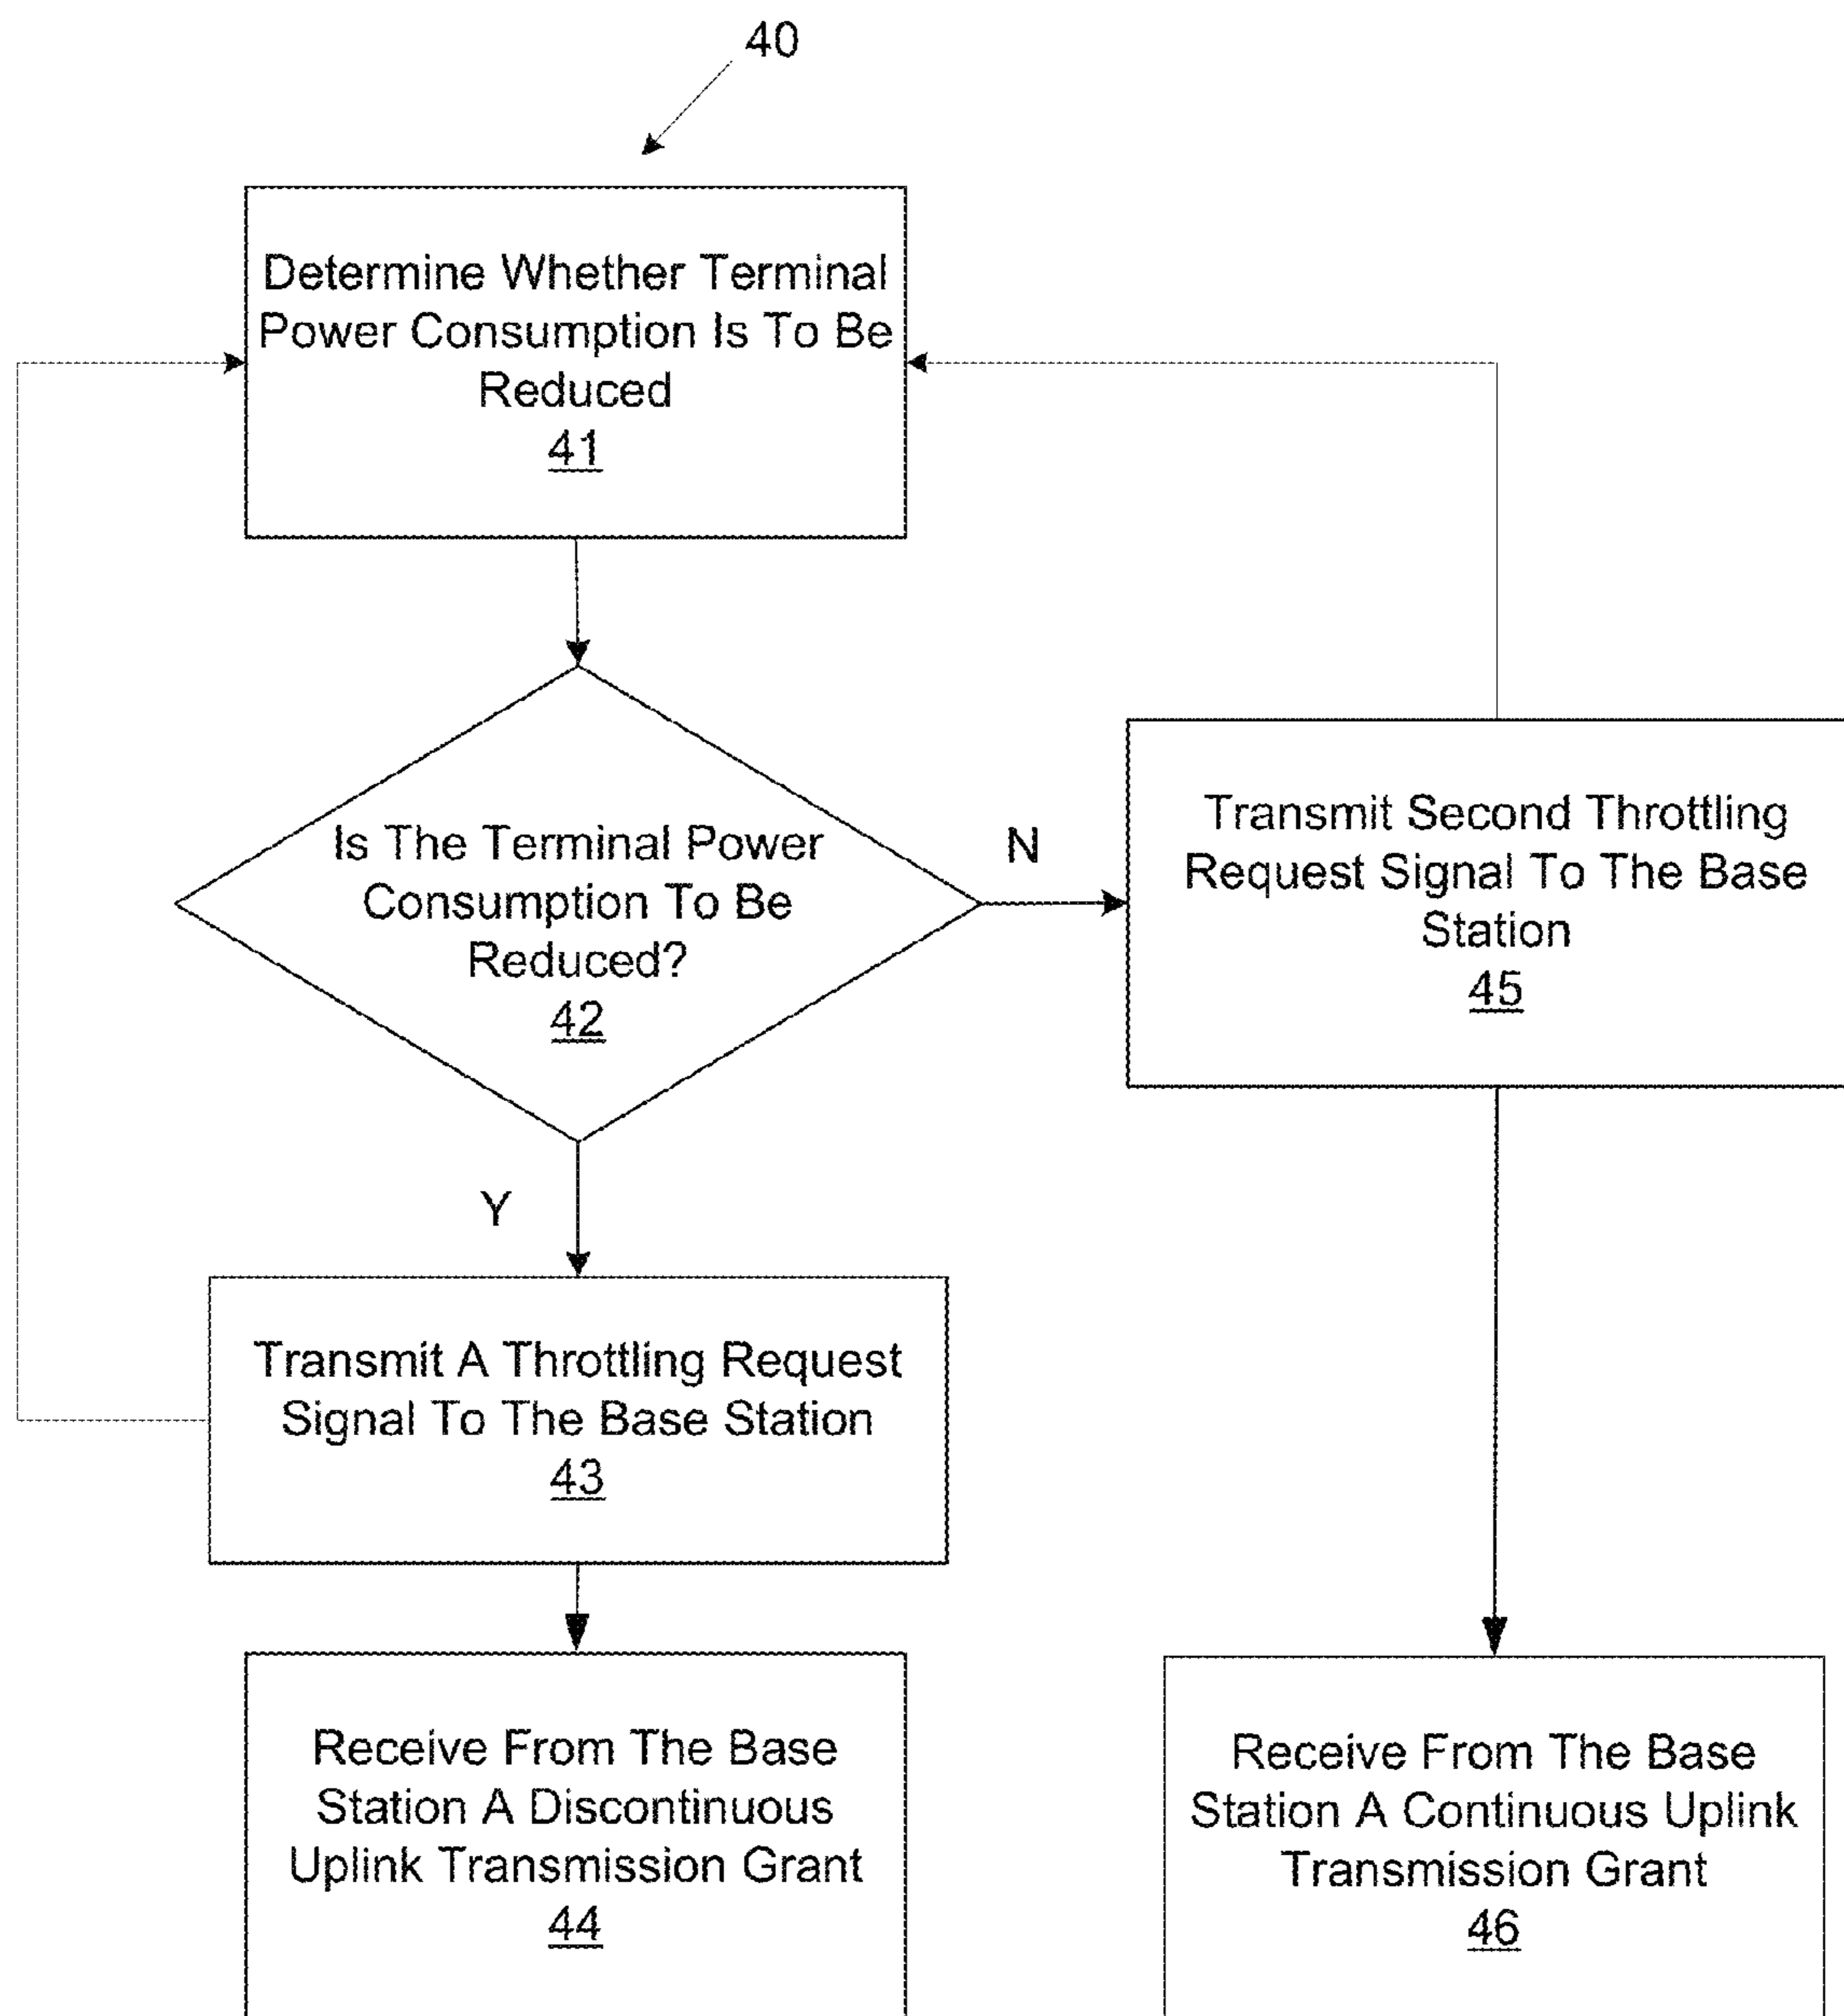 40
Determine Whether Terminal
Power Consumption Is To Be
Reduced
41
Is The Terminal Power
Consumption To Be
Reduced?
42
N
Transmit Second Throttling
Request Signal To The Base
Station
45
Y
Transmit A Throttling Request
Signal To The Base Station
43
Receive From The Base
Station A Discontinuous
Uplink Transmission Grant
44
Receive From The Base
Station A Continuous Uplink
Transmission Grant
46